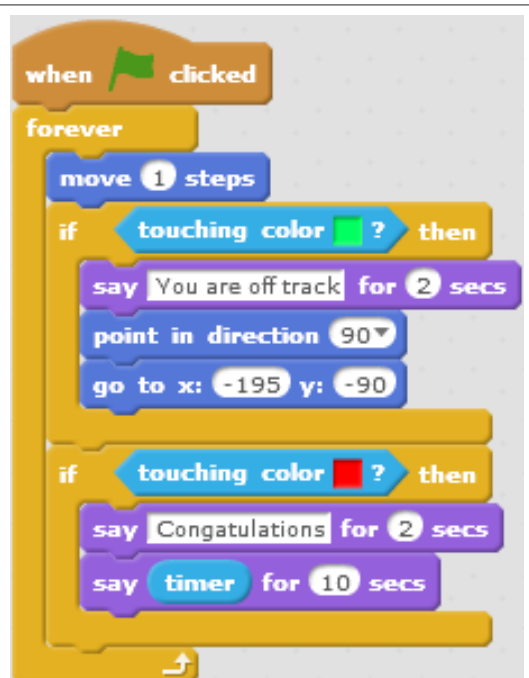 when clicked
forever
move 1 steps
if touching color ? then
say You are off track for 2 secs
point in direction 90
go to x: -195 y: -90
if touching color ? then
say Congatulations for 2 secs
say timer for 10 secs